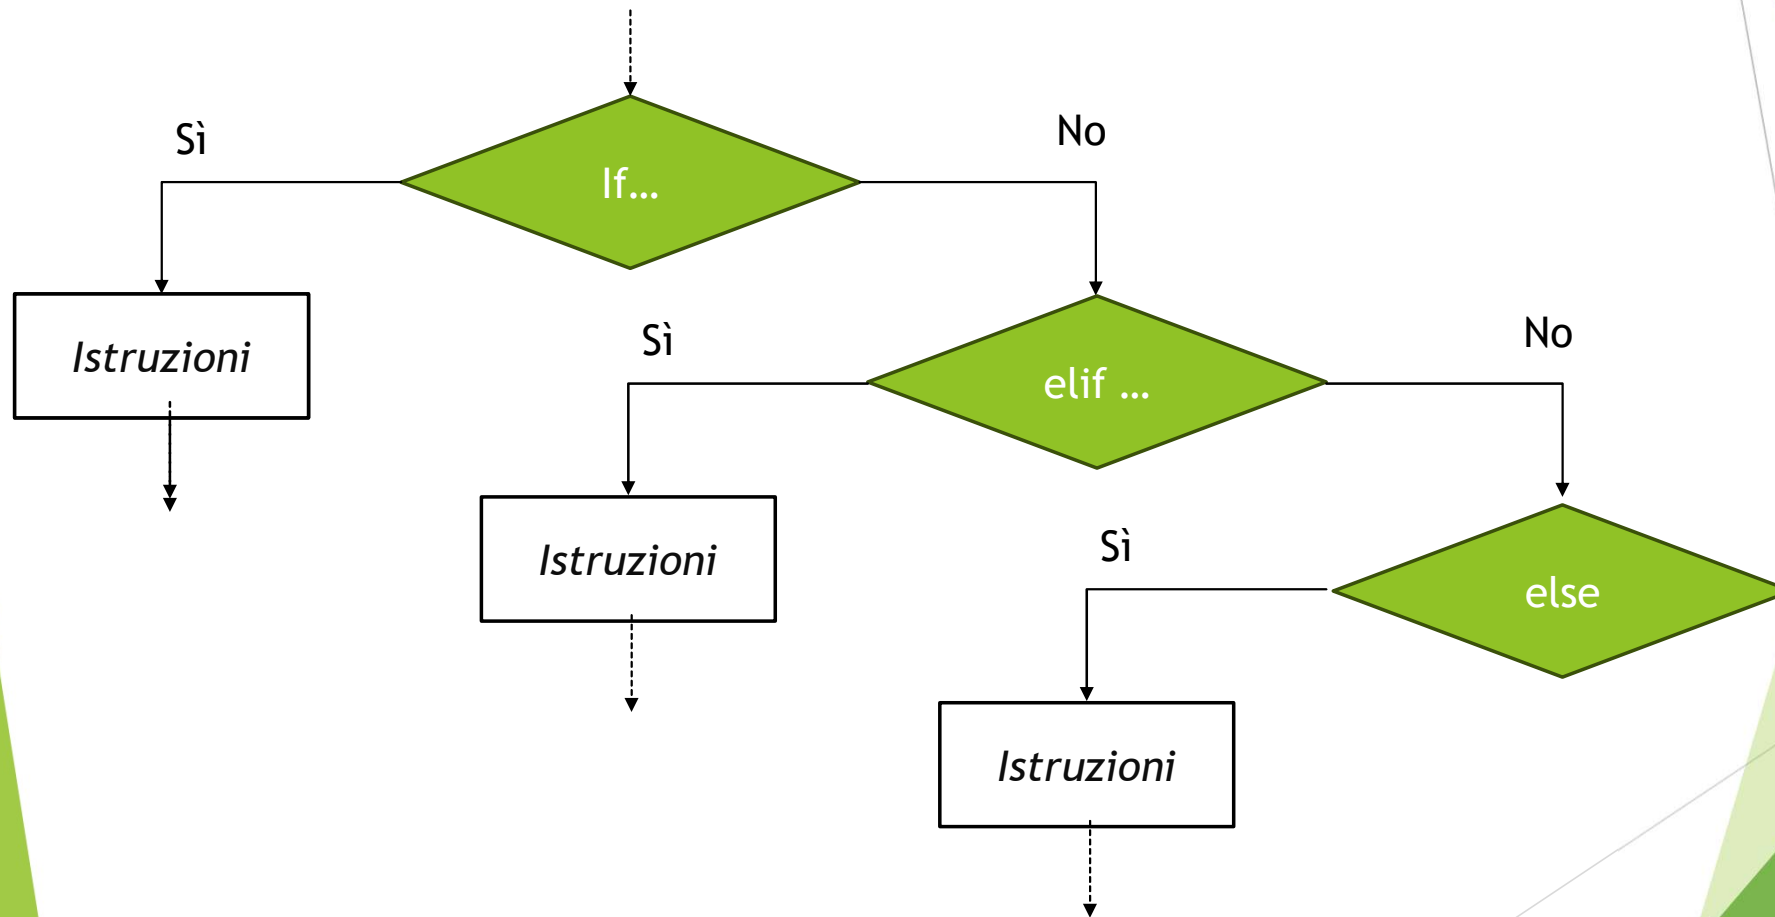 Sì
No
If…
Istruzioni
Sì
No
elif …
Istruzioni
Sì
else
Istruzioni